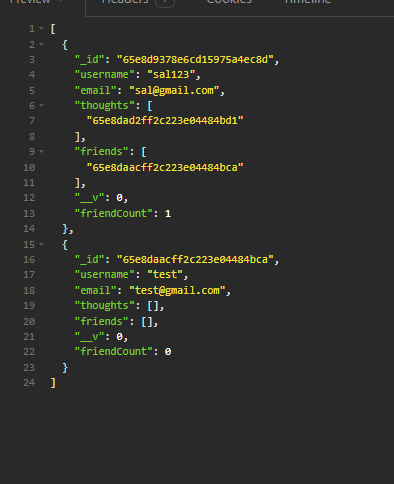 Preview Headers Cookies Timeline
1 [
2 {
3 "_id": "65e8d9378e6cd15975a4ec8d",
4 "username": "sal123",
5 "email": "sal@gmail.com",
6 "thoughts": [
7 "65e8dad2ff2c223e04484bd1"
8 ],
9 "friends": [
10 "65e8daacff2c223e04484bca"
11 ],
12 "__v": 0,
13 "friendCount": 1
14 },
15 {
16 "_id": "65e8daacff2c223e04484bca",
17 "username": "test",
18 "email": "test@gmail.com",
19 "thoughts": [],
20 "friends": [],
21 "__v": 0,
22 "friendCount": 0
23 }
24 ]